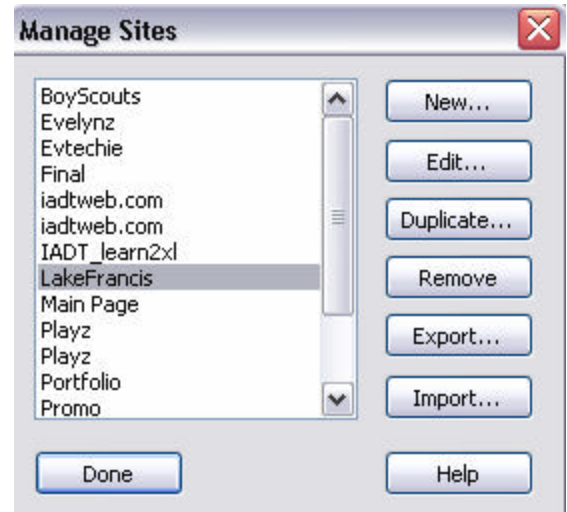 Manage Sites
BoyScouts
Evelynz
Evtechie
Final
iadtweb.com
iadtweb.com
IADT_learn2xl
LakeFrancis
Main Page
Playz
Playz
Portfolio
Promo
New...
Edit...
Duplicate...
Remove
Export...
Import...
Done
Help